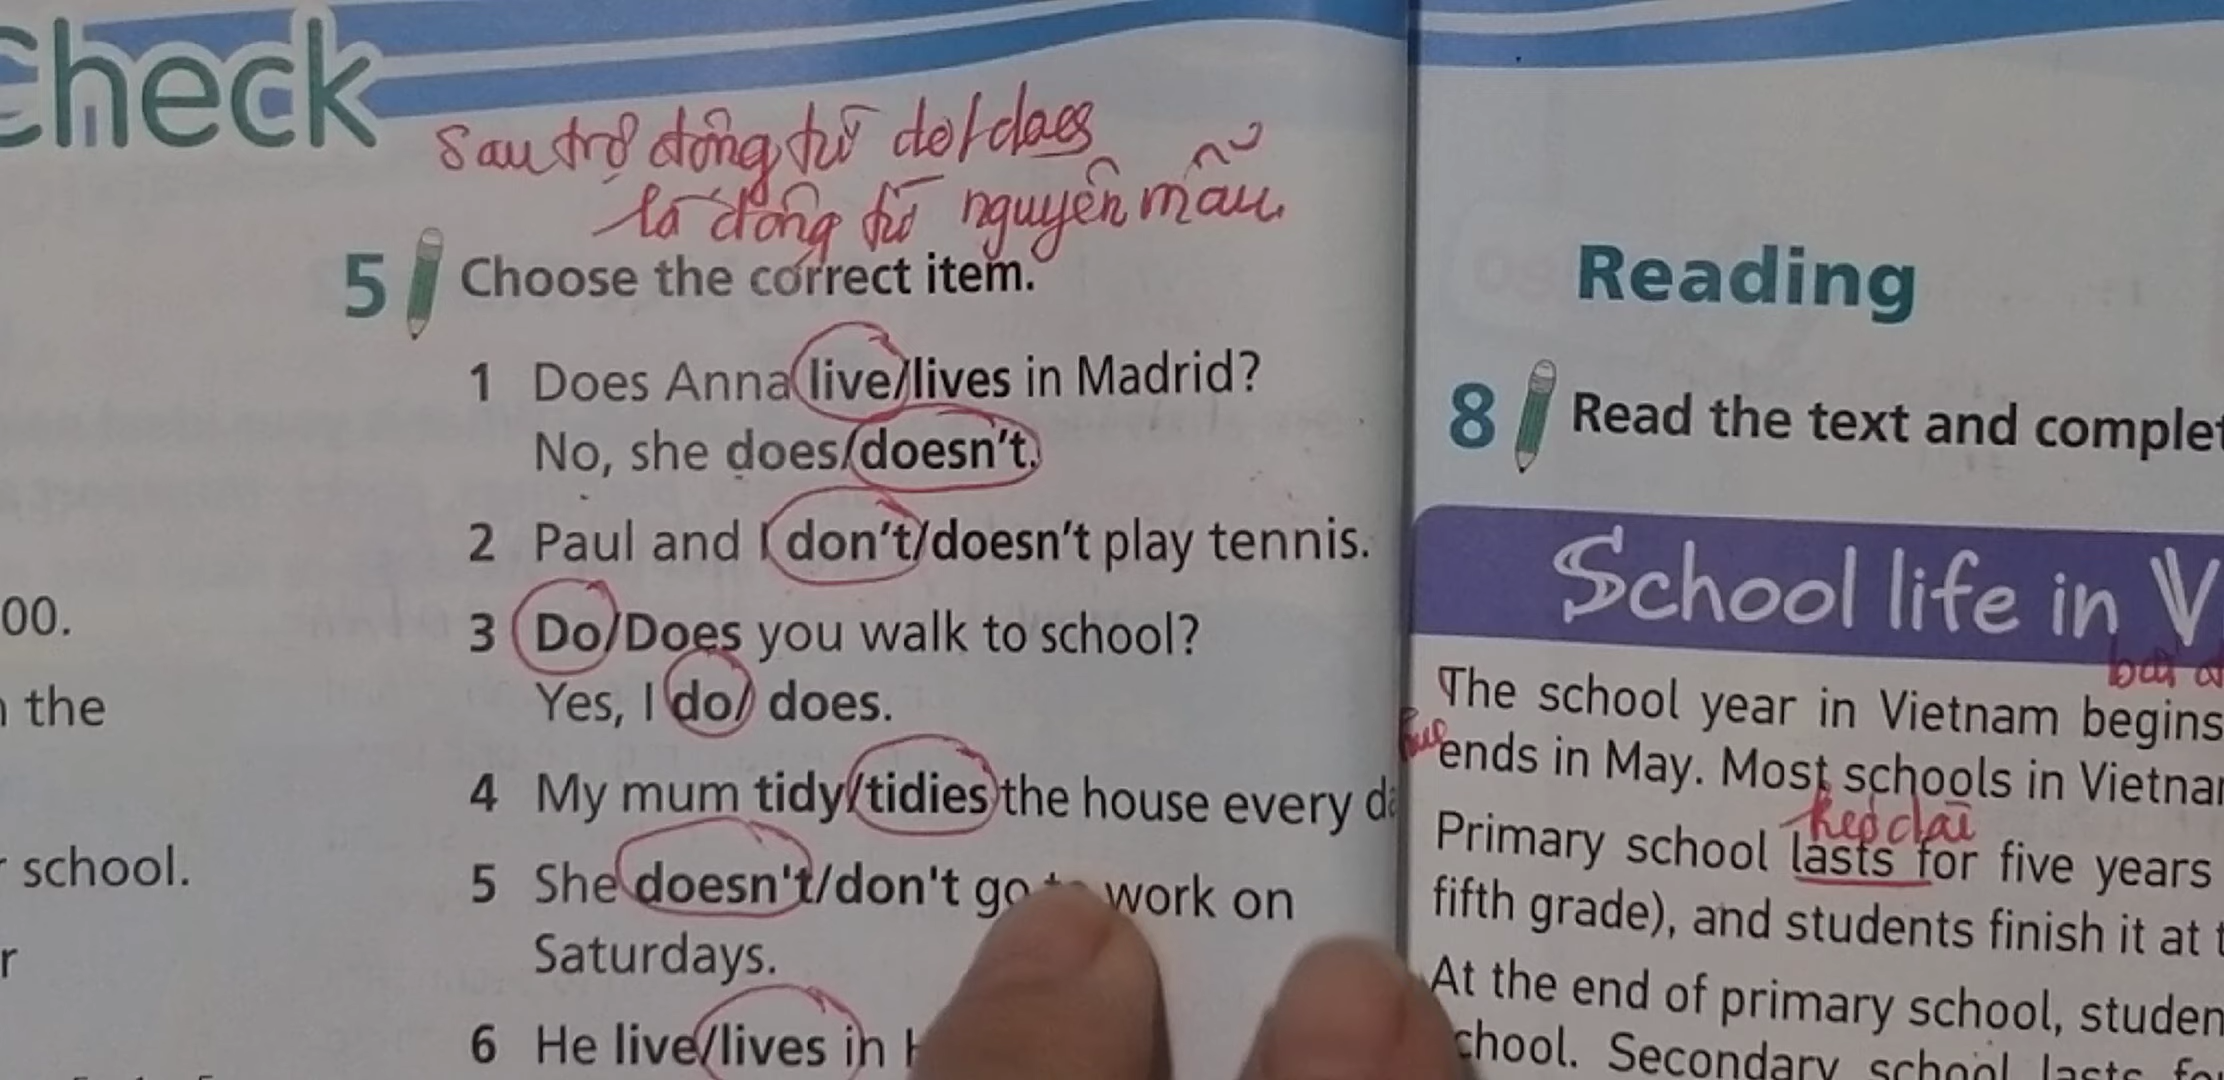 Check
Sau trợ động từ do/does
là động từ nguyên mẫu.
5 Choose the correct item.
1 Does Anna live/lives in Madrid?
No, she does/doesn't.
2 Paul and I don't/doesn't play tennis.
3 Do/Does you walk to school?
Yes, I do/ does.
4 My mum tidy/tidies the house every
5 She doesn't/don't go work on
Saturdays.
6 He live/lives in
00.
the
school.
Reading
8 Read the text and
School life in V
The school year in Vietnam begins
ends in May. Most schools in
kéo dài
Primary school lasts for five years
fifth grade), and students finish it at
At the end of primary school,
Secondary school lasts